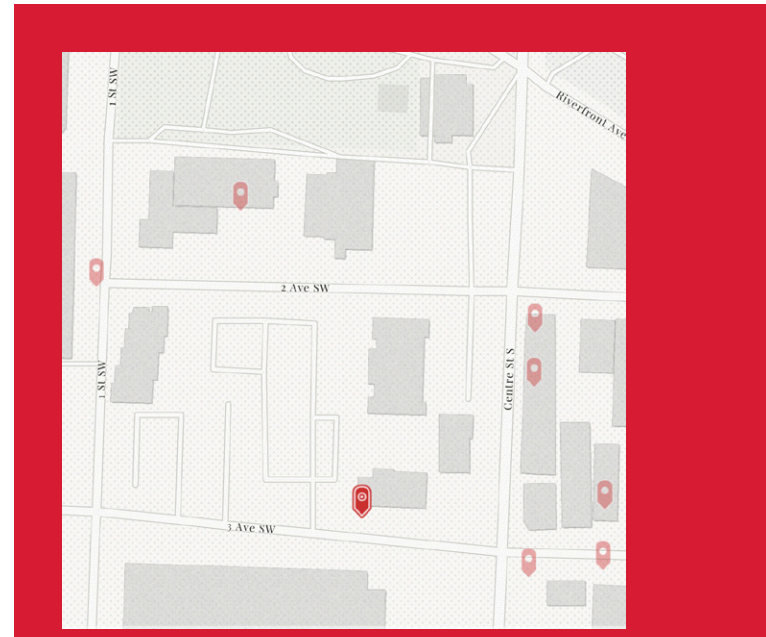 1 St SW
Riverfront Ave
2 Ave SW
1 St SW
Centre St S
3 Ave SW